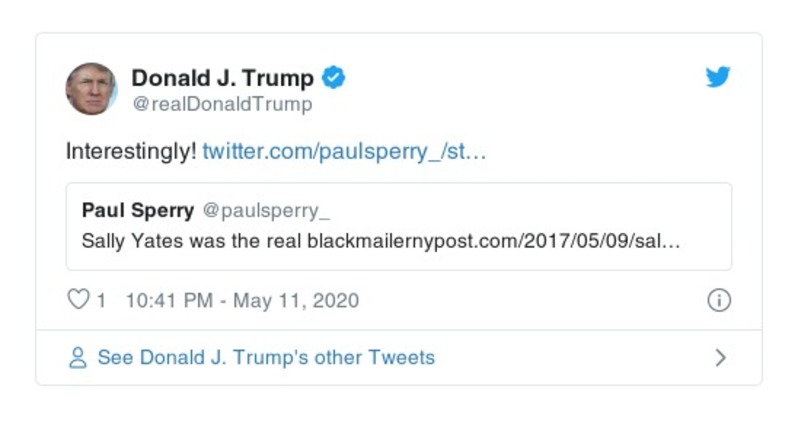 Donald J. Trump
@realDonaldTrump
Interestingly! twitter.com/paulsperry_/st…
Paul Sperry @paulsperry_
Sally Yates was the real blackmailernypost.com/2017/05/09/sal…
1 10:41 PM - May 11, 2020
See Donald J. Trump's other Tweets